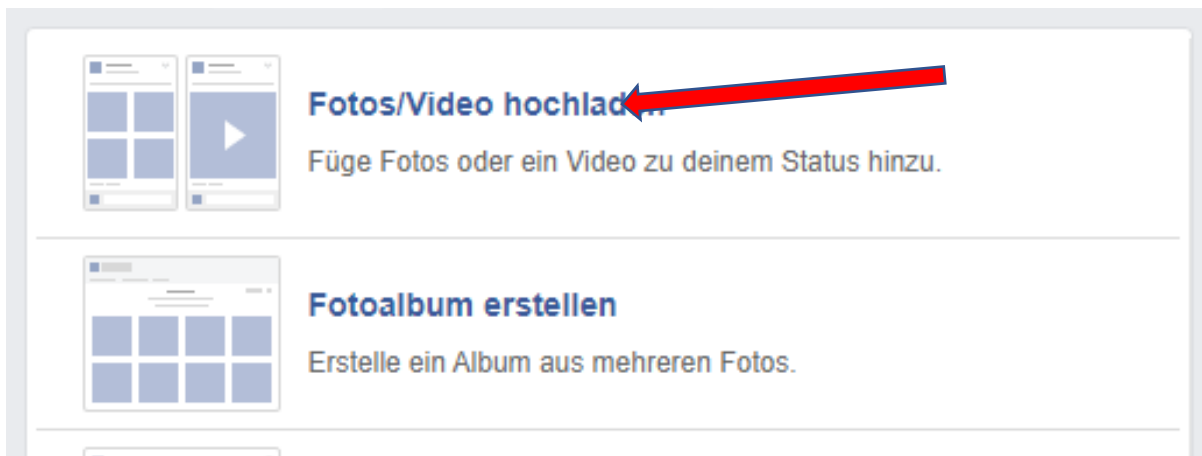 Fotos/Video hochladen
Füge Fotos oder ein Video zu deinem Status hinzu.
Fotoalbum erstellen
Erstelle ein Album aus mehreren Fotos.